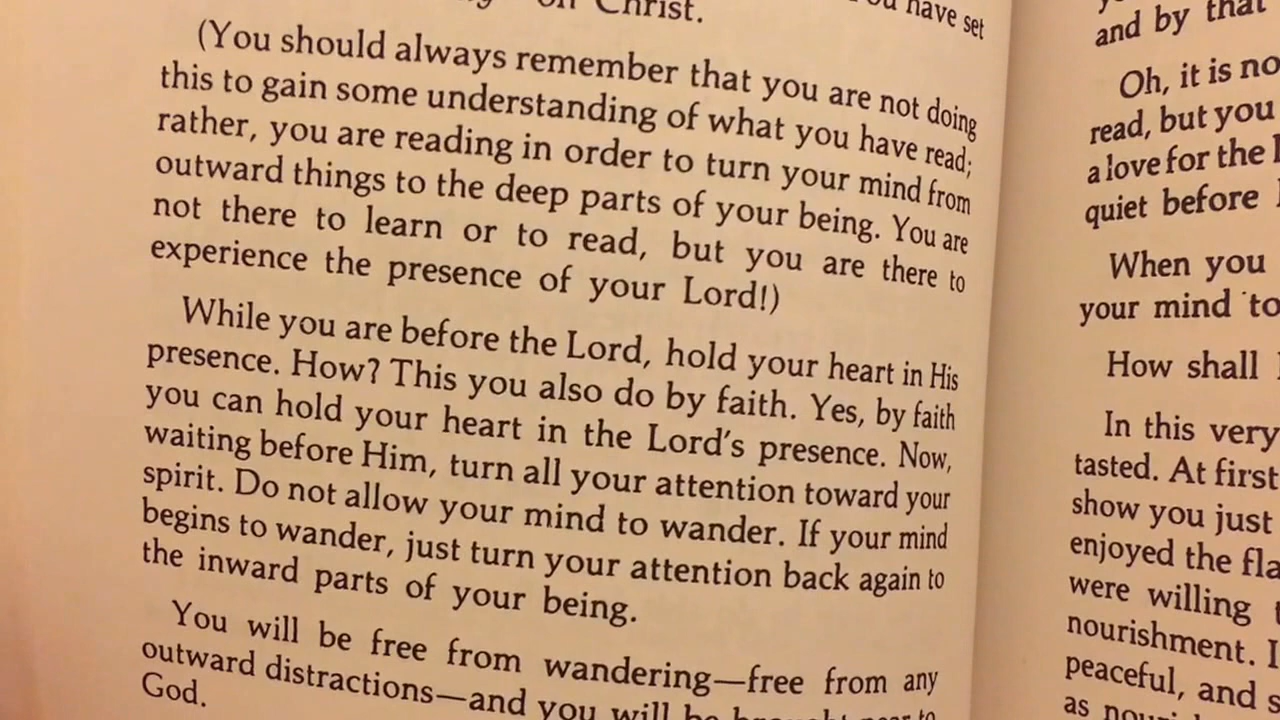 on Christ.
have set
(You should always remember that you are not doing
this to gain some understanding of what you have read;
rather, you are reading in order to turn your mind from
outward things to the deep parts of your being. You are
not there to learn or to read, but you are there to
experience the presence of your Lord!)
While you are before the Lord, hold your heart in His
presence. How? This you also do by faith. Yes, by faith
you can hold your heart in the Lord's presence. Now,
waiting before Him, turn all your attention toward your
spirit. Do not allow your mind to wander. If your mind
begins to wander, just turn your attention back again to
the inward parts of your being.
You will be free from wandering—free from any
outward distractions—and you will be brought near to
God.
and by that
Oh, it is no
read, but you
a love for the
quiet before
When you
your mind to
How shall
In this very
tasted. At first
show you just
enjoyed the fla
were willing
nourishment. I
peaceful, and s
as